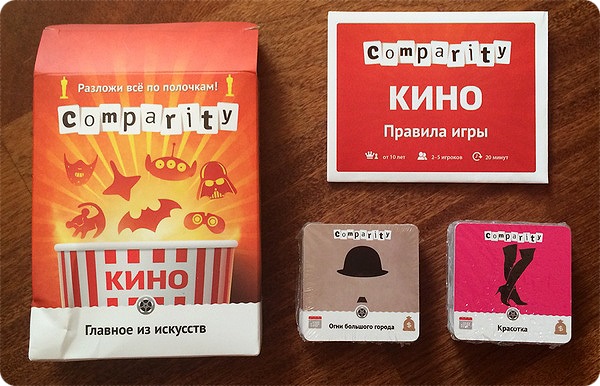 Разложи всё по полочкам!
comparity
КИНО
Главное из искусств
comparity
КИНО
Правила игры
от 10 лет 2-5 игроков 20 минут
comparity
Огни большого города
comparity
Красотка